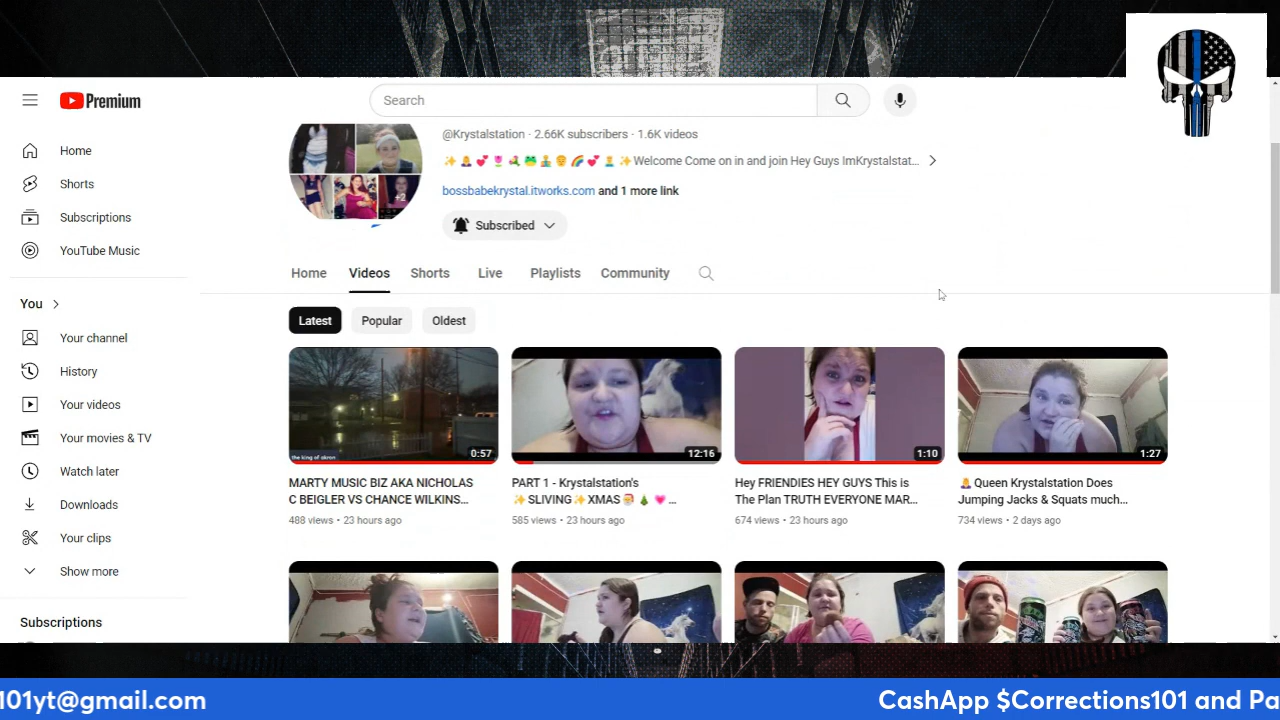 Premium
Search
@Krystalstation · 2.66K subscribers · 1.6K videos
✨🤷‍♀️💕🌷💐🐸🧜‍♀️👩‍🦰🌈💕🧜‍♂️✨Welcome Come on in and join Hey Guys ImKrystalstat...
bossbabekrystal.itworks.com and 1 more link
+2
Subscribed
Home
Shorts
Subscriptions
YouTube Music
You
Your channel
History
Your videos
Your movies & TV
Watch later
Downloads
Your clips
Show more
Subscriptions
Home Videos Shorts Live Playlists Community
Latest Popular Oldest
the king of akron
0:57
12:16
1:10
1:27
MARTY MUSIC BIZ AKA NICHOLAS
C BEIGLER VS CHANCE WILKINS...
488 views · 23 hours ago
PART 1 - Krystalstation's
✨SLIVING✨XMAS🎅🎄💗 ...
585 views · 23 hours ago
Hey FRIENDIES HEY GUYS This is
The Plan TRUTH EVERYONE MAR...
674 views · 23 hours ago
Queen Krystalstation Does
Jumping Jacks & Squats much...
734 views · 2 days ago
101yt@gmail.com
CashApp $Corrections101 and Pa